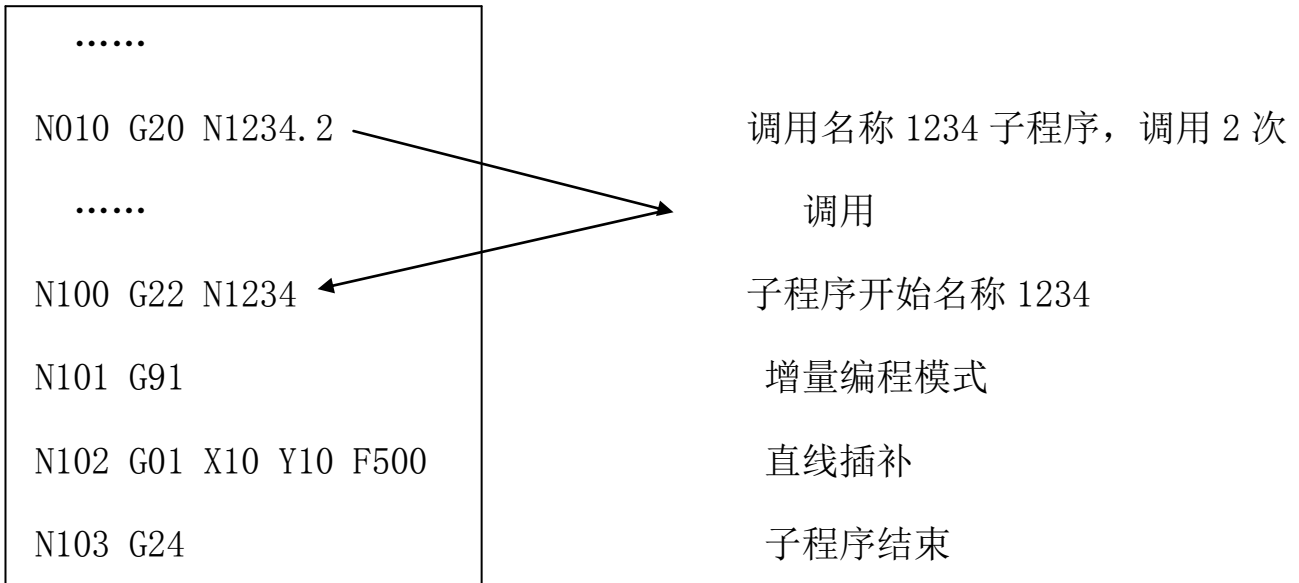 ……
N010 G20 N1234.2 调用名称 1234 子程序，调用 2 次
…… 调用
N100 G22 N1234 子程序开始名称 1234
N101 G91 增量编程模式
N102 G01 X10 Y10 F500 直线插补
N103 G24 子程序结束